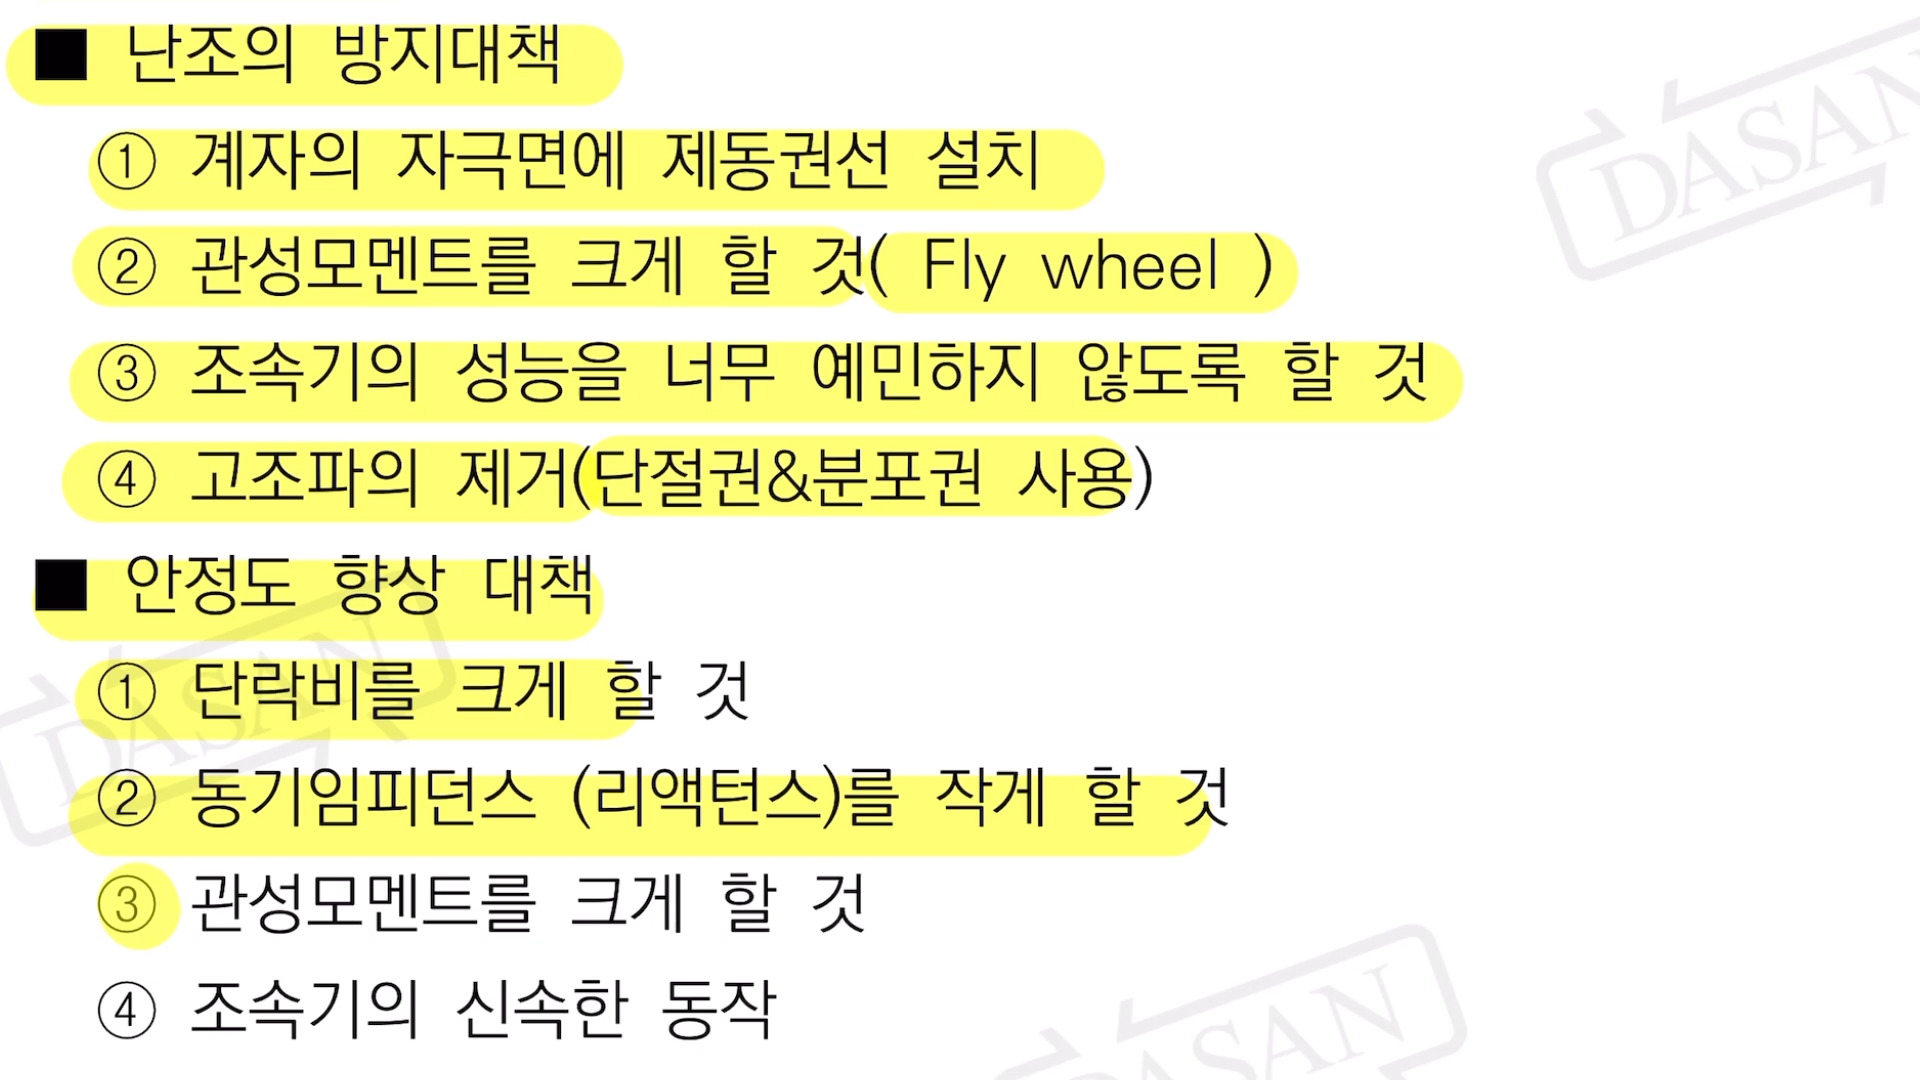 ■ 난조의 방지대책
① 계자의 자극면에 제동권선 설치
② 관성모멘트를 크게 할 것( Fly wheel )
③ 조속기의 성능을 너무 예민하지 않도록 할 것
④ 고조파의 제거(단절권&분포권 사용)
■ 안정도 향상 대책
① 단락비를 크게 할 것
② 동기임피던스 (리액턴스)를 작게 할 것
③ 관성모멘트를 크게 할 것
④ 조속기의 신속한 동작
DASAN
DASAN
DASAN